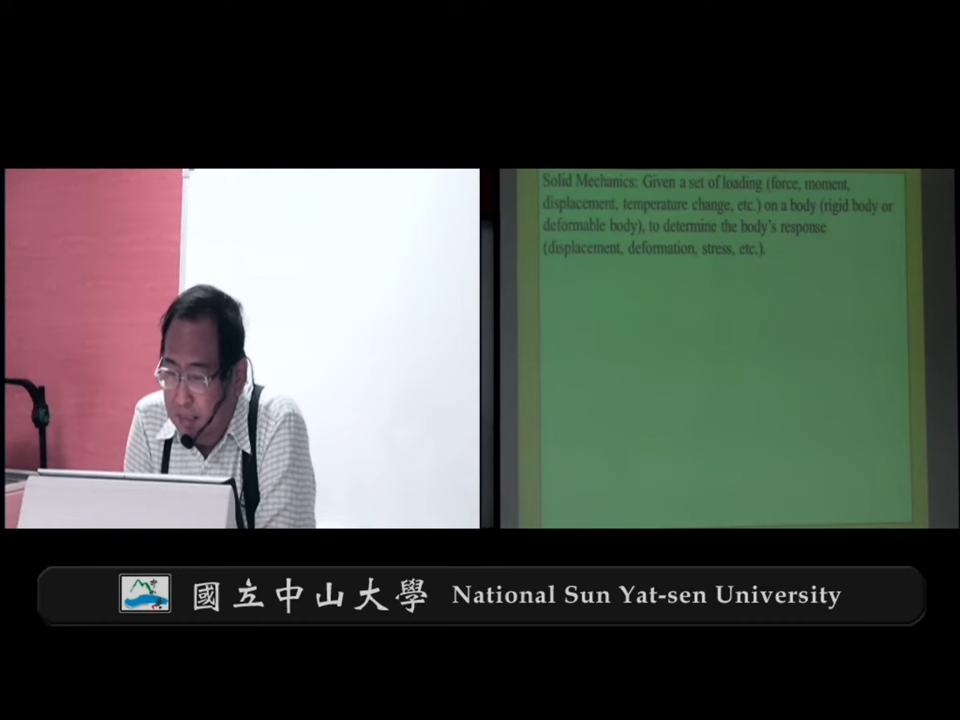 Solid Mechanics: Given a set of loading (force, moment,
displacement, temperature change, etc.) on a body (rigid body or
deformable body), to determine the body's response
(displacement, deformation, stress, etc.).
國立中山大學 National Sun Yat-sen University